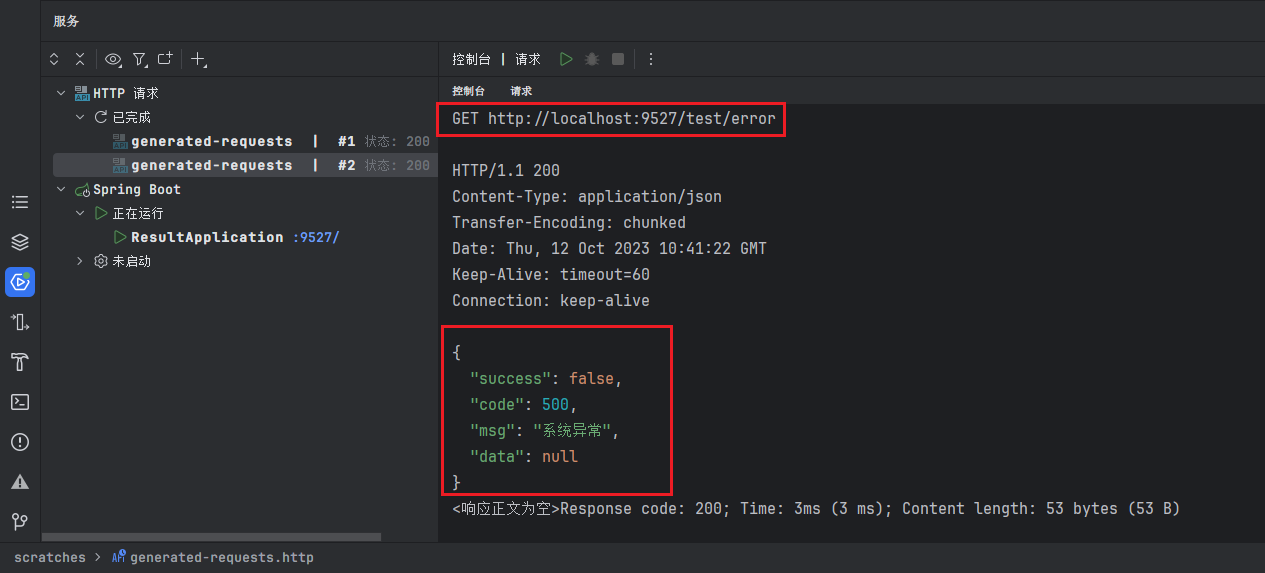 服务
HTTP 请求
已完成
generated-requests | #1 状态: 200
generated-requests | #2 状态: 200
Spring Boot
正在运行
ResultApplication :9527/
未启动
控制台 | 请求
控制台 请求
GET http://localhost:9527/test/error
HTTP/1.1 200
Content-Type: application/json
Transfer-Encoding: chunked
Date: Thu, 12 Oct 2023 10:41:22 GMT
Keep-Alive: timeout=60
Connection: keep-alive
{
"success": false,
"code": 500,
"msg": "系统异常",
"data": null
}
<响应正文为空>Response code: 200; Time: 3ms (3 ms); Content length: 53 bytes (53 B)
scratches > API generated-requests.http